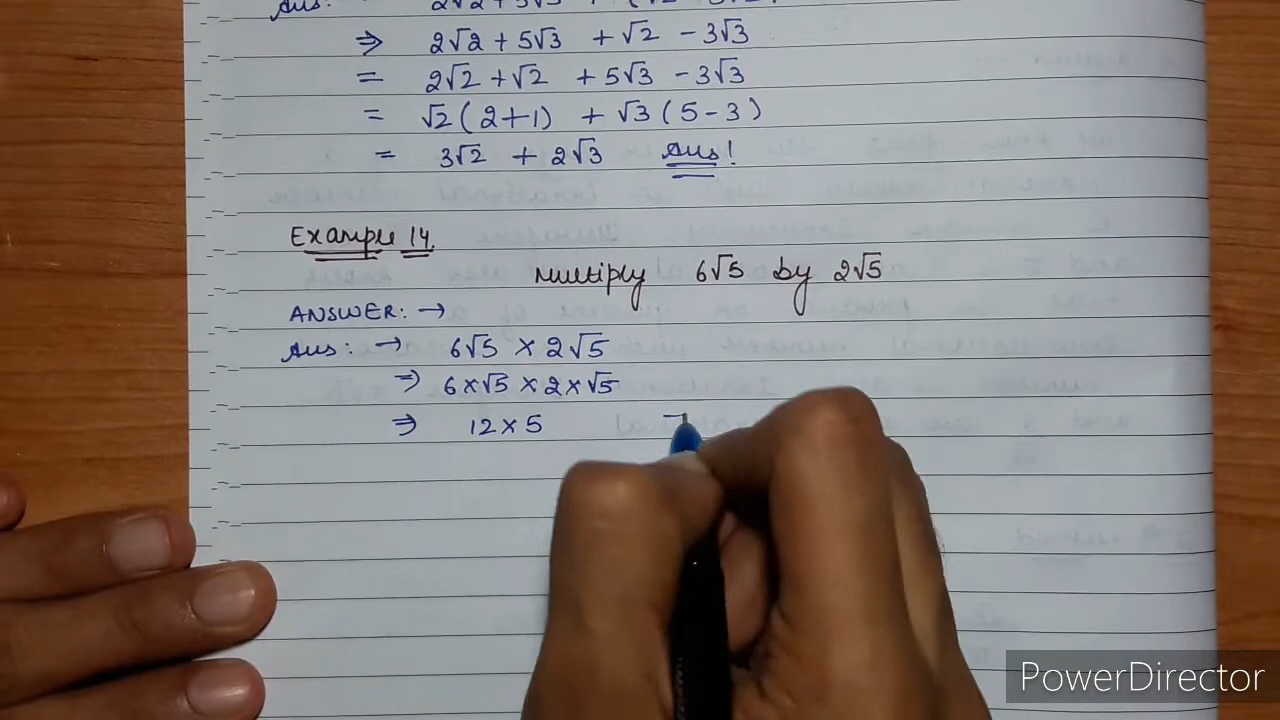 Ans:
⇒ 2√2 + 5√3 + √2 - 3√3
= 2√2 + √2 + 5√3 - 3√3
= √2 ( 2+1 ) + √3 ( 5 - 3 )
= 3√2 + 2√3 Ans!
Example 14.
Multiply 6√5 by 2√5
ANSWER: →
Ans: → 6√5 × 2√5
⇒ 6 × √5 × 2 × √5
⇒ 12 × 5
PowerDirector